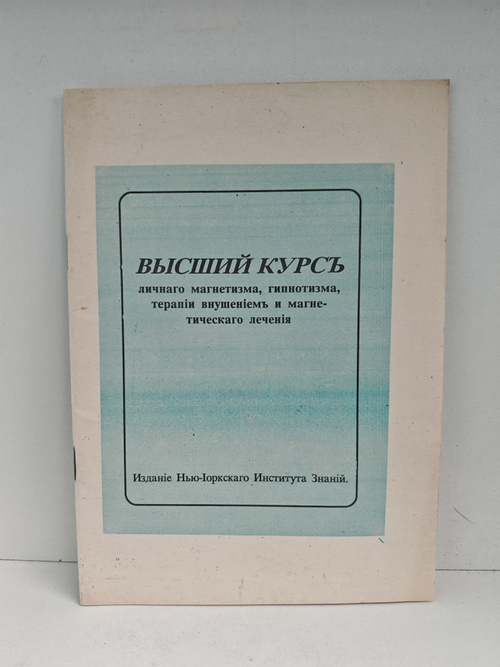 ВЫСШИЙ КУРСЪ
личнаго магнетизма, гипнотизма,
терапіи внушеніемъ и магне-
тическаго леченія
Изданіе Нью-Іоркскаго Института Знаній.